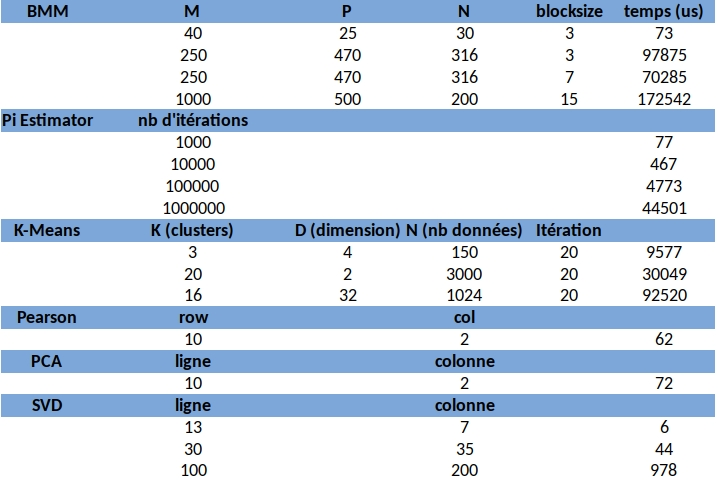 BMM M P N blocksize temps (us)
40 25 30 3 73
250 470 316 3 97875
250 470 316 7 70285
1000 500 200 15 172542
Pi Estimator nb d'itérations
1000 77
10000 467
100000 4773
1000000 44501
K-Means K (clusters) D (dimension) N (nb données) Itération
3 4 150 20 9577
20 2 3000 20 30049
16 32 1024 20 92520
Pearson row col
10 2 62
PCA ligne colonne
10 2 72
SVD ligne colonne
13 7 6
30 35 44
100 200 978